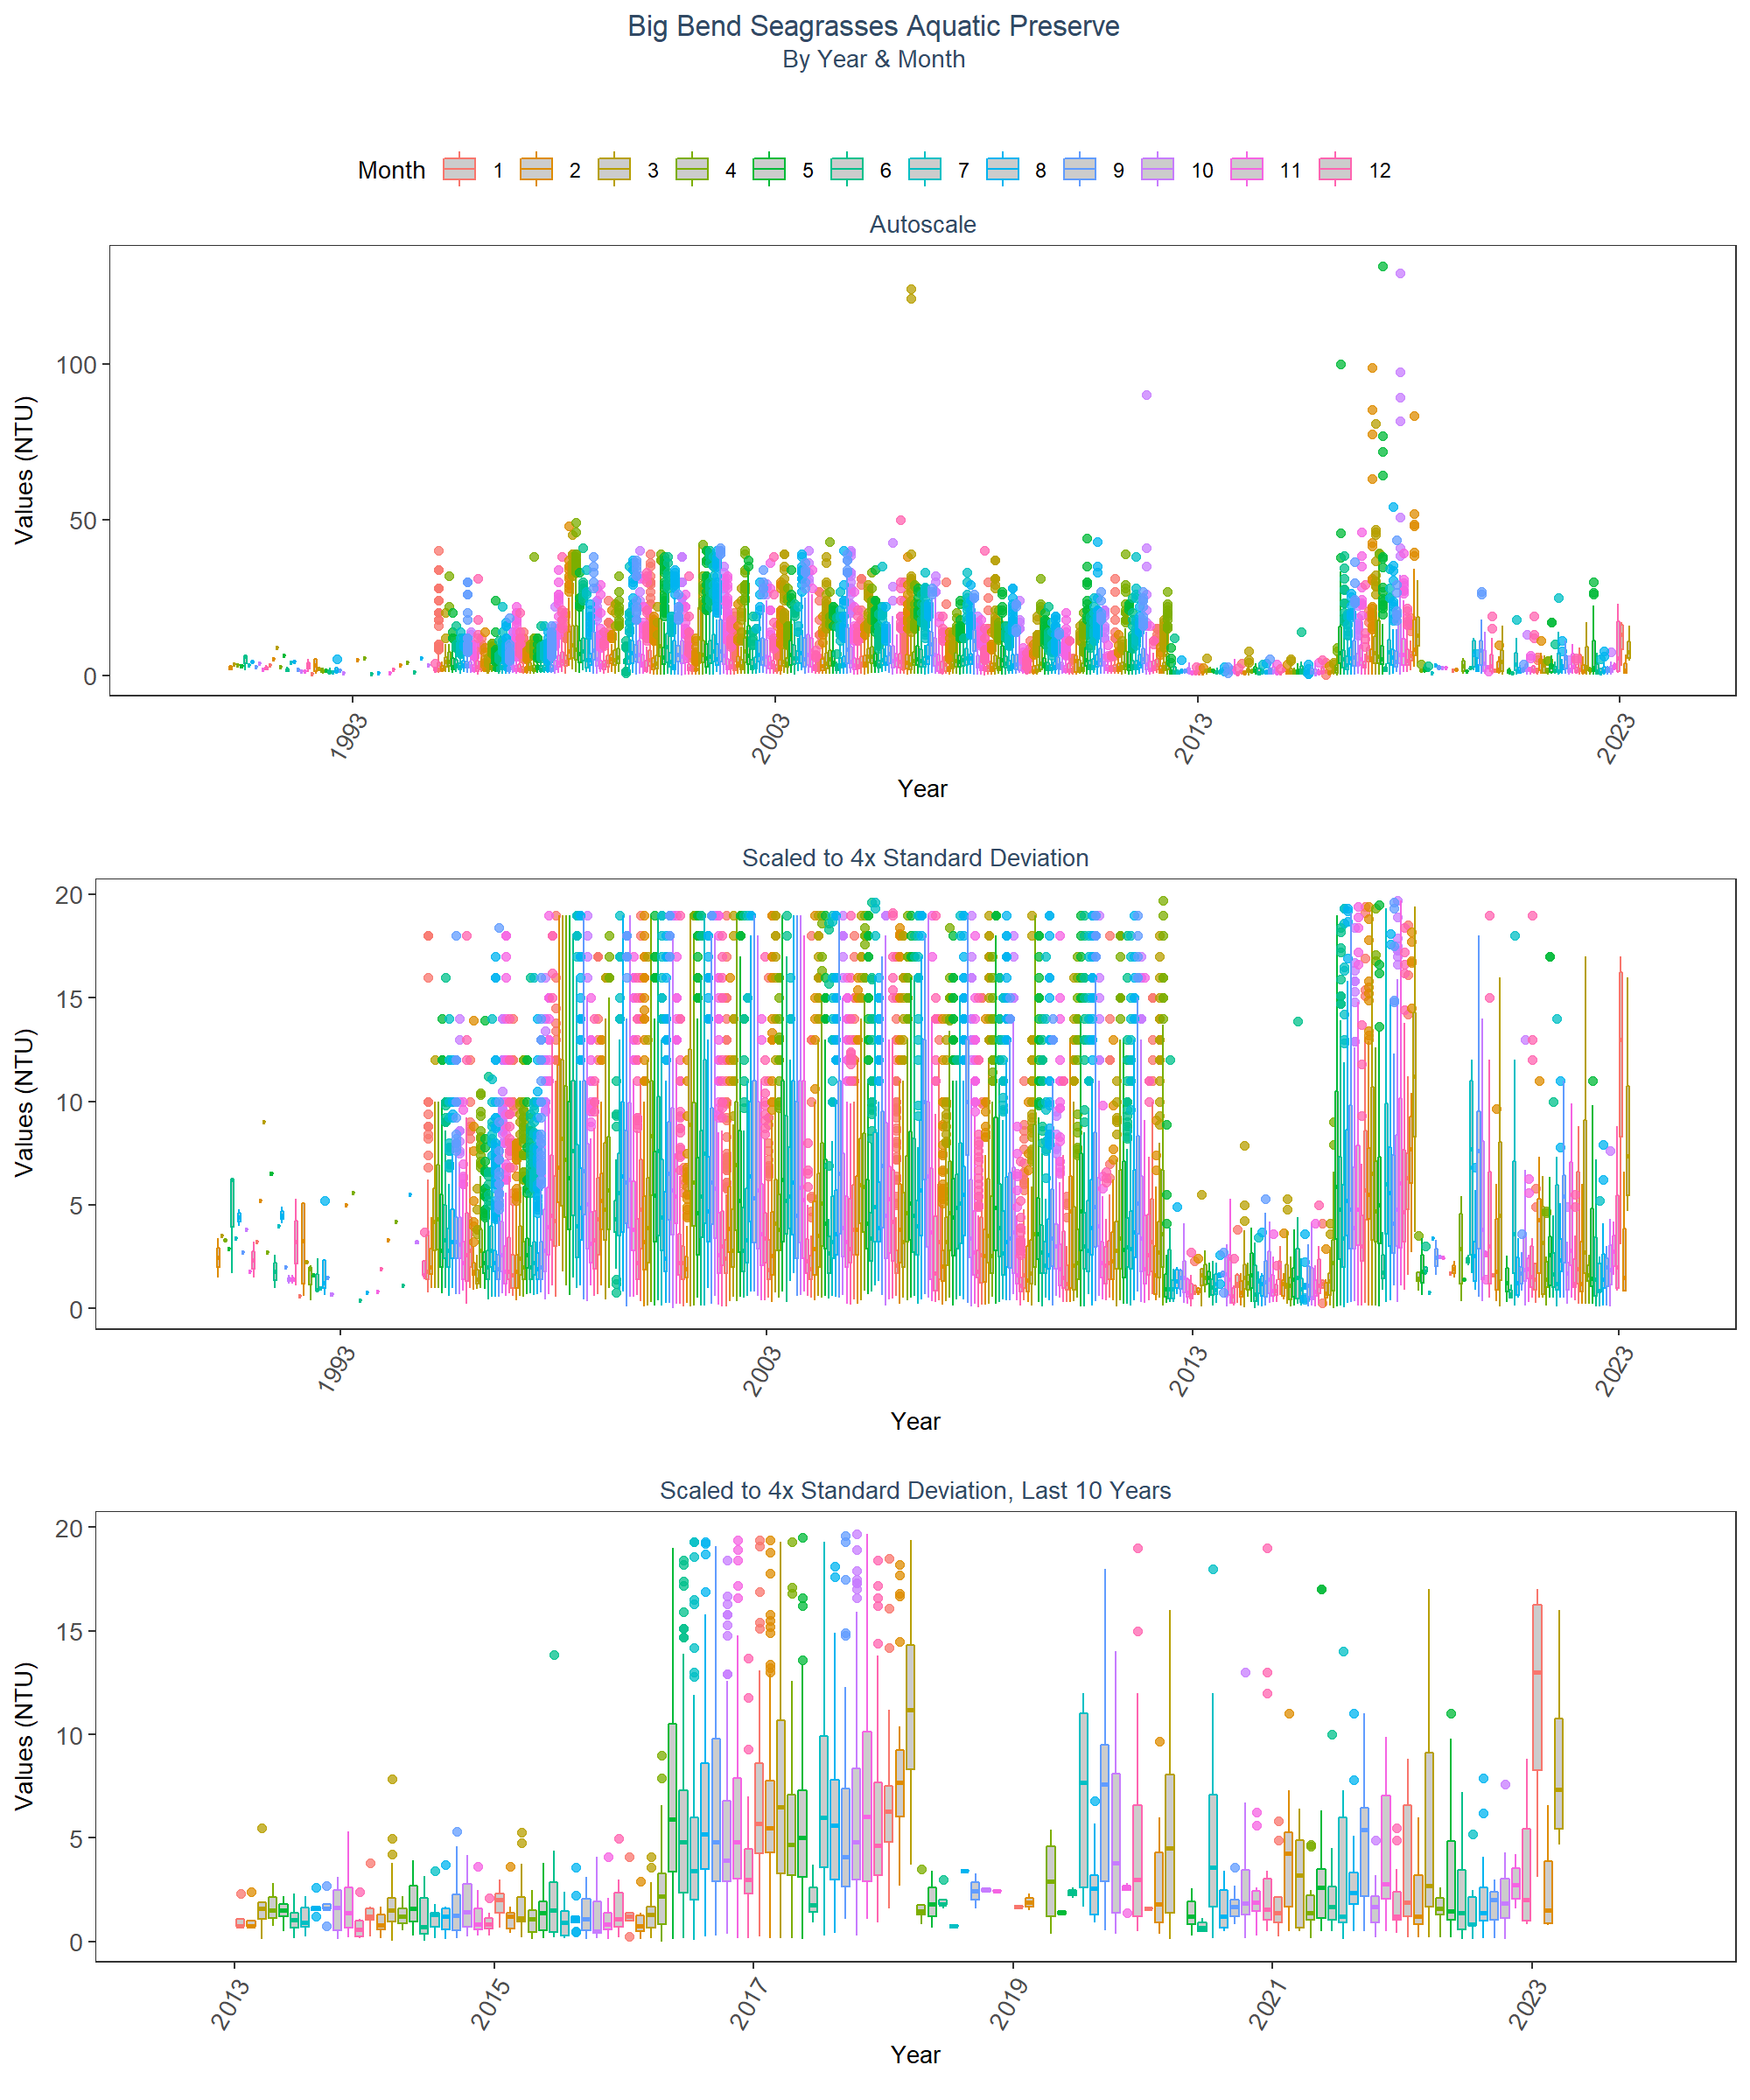 Big Bend Seagrasses Aquatic Preserve
By Year & Month
Month 1 2 3 4 5 6 7 8 9 10 11 12
Autoscale
Values (NTU)
100
50
0
1993 2003 2013 2023
Year
Scaled to 4x Standard Deviation
Values (NTU)
20
15
10
5
0
1993 2003 2013 2023
Year
Scaled to 4x Standard Deviation, Last 10 Years
Values (NTU)
20
15
10
5
0
2013 2015 2017 2019 2021 2023
Year